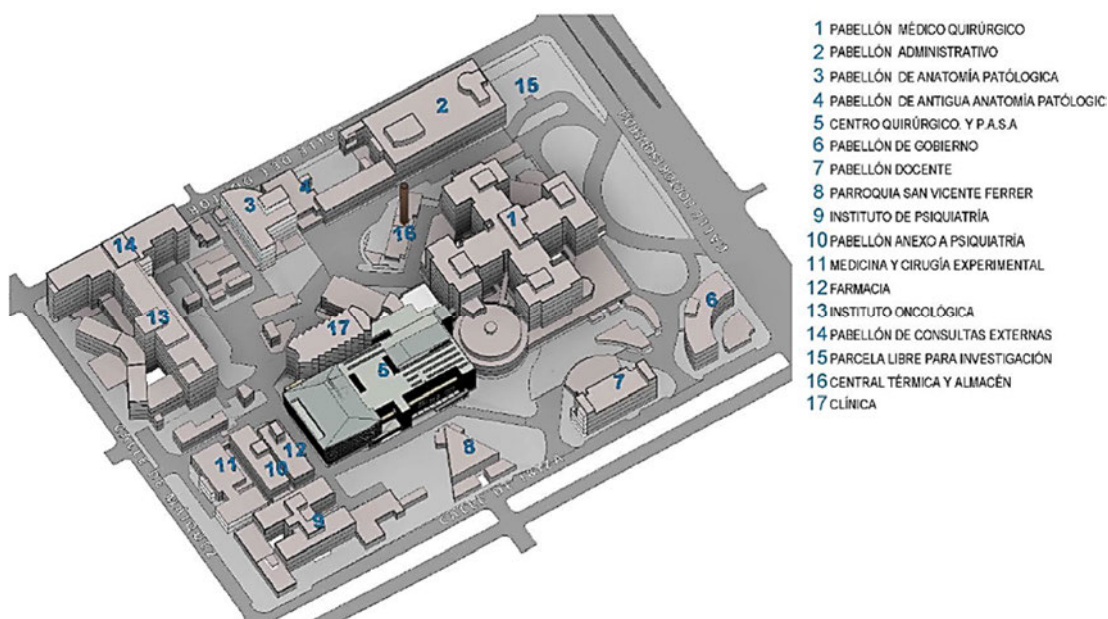 1 PABELLÓN MÉDICO QUIRÚRGICO
2 PABELLÓN ADMINISTRATIVO
3 PABELLÓN DE ANATOMÍA PATÓLOGICA
4 PABELLÓN DE ANTIGUA ANATOMÍA PATÓLOGIC
5 CENTRO QUIRÚRGICO. Y P.A.S.A
6 PABELLÓN DE GOBIERNO
7 PABELLÓN DOCENTE
8 PARROQUIA SAN VICENTE FERRER
9 INSTITUTO DE PSIQUIATRÍA
10 PABELLÓN ANEXO A PSIQUIATRÍA
11 MEDICINA Y CIRUGÍA EXPERIMENTAL
12 FARMACIA
13 INSTITUTO ONCOLÓGICA
14 PABELLÓN DE CONSULTAS EXTERNAS
15 PARCELA LIBRE PARA INVESTIGACIÓN
16 CENTRAL TÉRMICA Y ALMACÉN
17 CLÍNICA
15
2
4
3
1
16
14
6
13
17
5
7
8
12
11
10
9
CALLE DE IBIZA